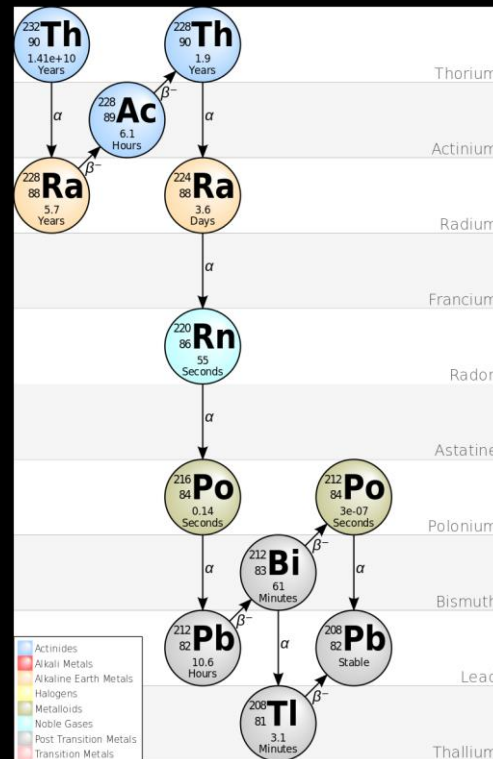 232
90 Th
1.41e+10
Years
228
90 Th
1.9
Years
Thorium
α
β⁻
228
89 Ac
6.1
Hours
α
Actinium
β⁻
228
88 Ra
5.7
Years
224
88 Ra
3.6
Days
Radium
α
Francium
220
86 Rn
55
Seconds
Radon
α
Astatine
216
84 Po
0.14
Seconds
212
84 Po
3e-07
Seconds
Polonium
α
β⁻
212
83 Bi
61
Minutes
α
Bismuth
β⁻
212
82 Pb
10.6
Hours
α
208
82 Pb
Stable
Lead
β⁻
208
81 Tl
3.1
Minutes
Thallium
Actinides
Alkali Metals
Alkaline Earth Metals
Halogens
Metalloids
Noble Gases
Post Transition Metals
Transition Metals